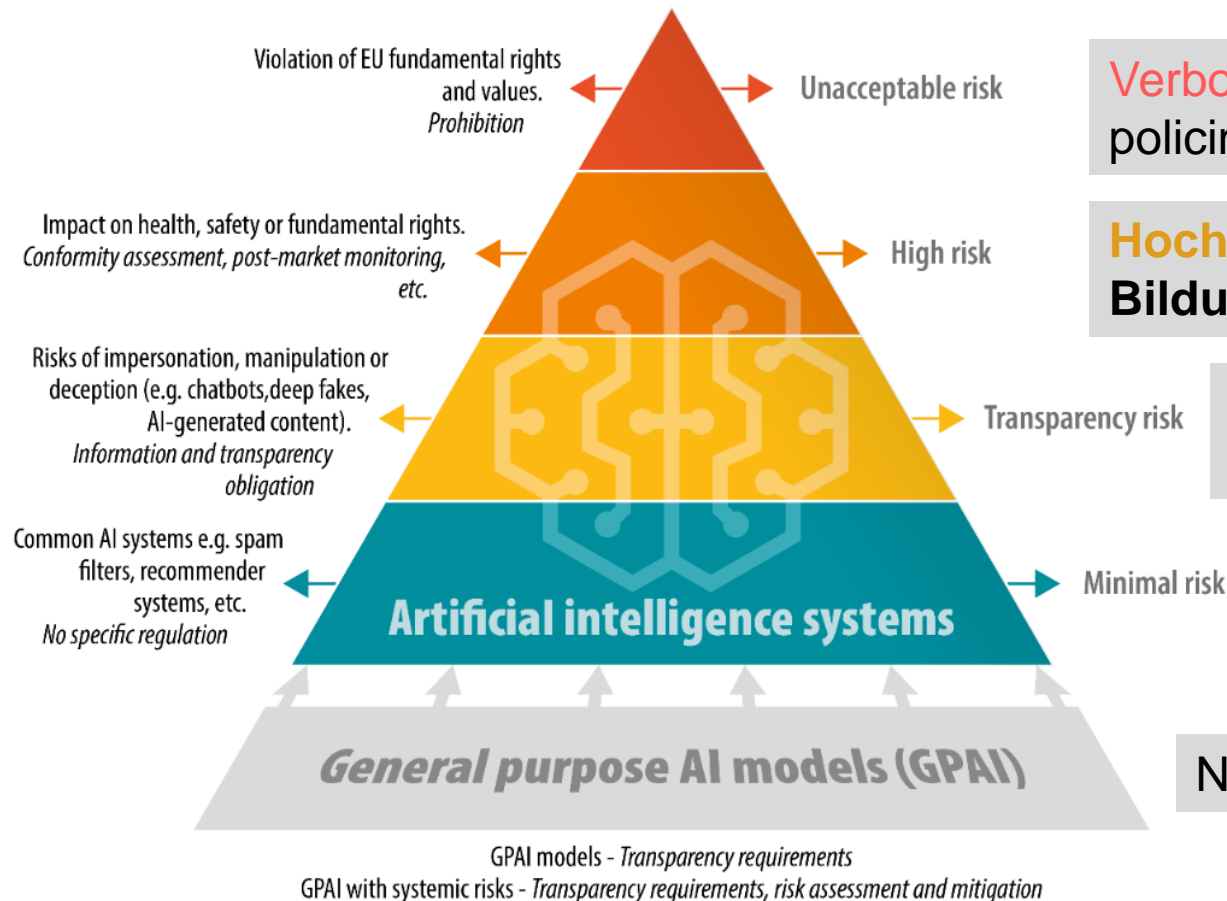 Violation of EU fundamental rights
and values.
Prohibition
Unacceptable risk
Impact on health, safety or fundamental rights.
Conformity assessment, post-market monitoring,
etc.
High risk
Risks of impersonation, manipulation or
deception (e.g. chatbots,deep fakes,
AI-generated content).
Information and transparency
obligation
Transparency risk
Common AI systems e.g. spam
filters, recommender
systems, etc.
No specific regulation
Minimal risk
Artificial intelligence systems
General purpose AI models (GPAI)
GPAI models - Transparency requirements
GPAI with systemic risks - Transparency requirements, risk assessment and mitigation